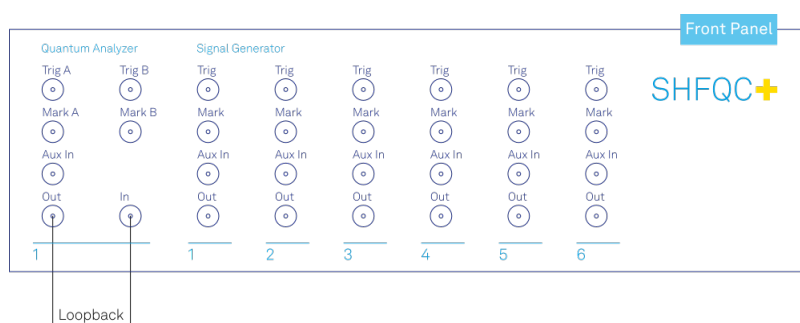 Front Panel
Quantum Analyzer Signal Generator
Trig A Trig B Trig Trig Trig Trig Trig Trig
SHFQC+
Mark A Mark B Mark Mark Mark Mark Mark Mark
Aux In Aux In Aux In Aux In Aux In Aux In Aux In
Out In Out Out Out Out Out Out
1 1 2 3 4 5 6
Loopback